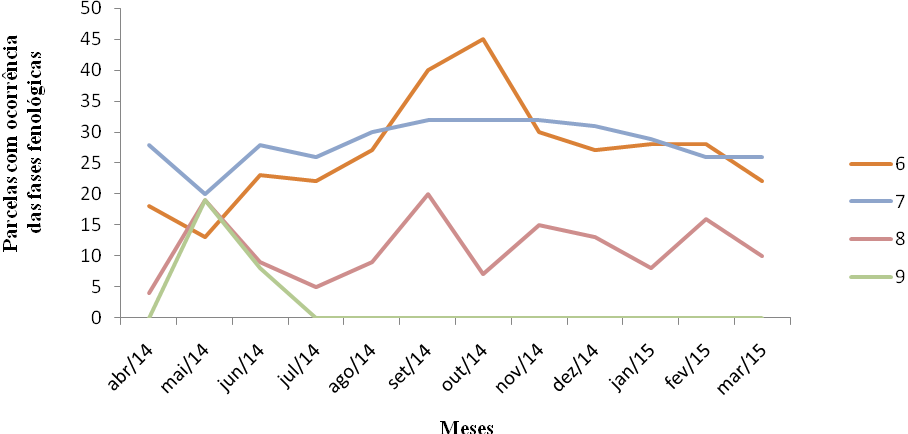 Parcelas com ocorrência
das fases fenológicas
50
45
40
35
30
25
20
15
10
5
0
abr/14
mai/14
jun/14
jul/14
ago/14
set/14
out/14
nov/14
dez/14
jan/15
fev/15
mar/15
Meses
6
7
8
9